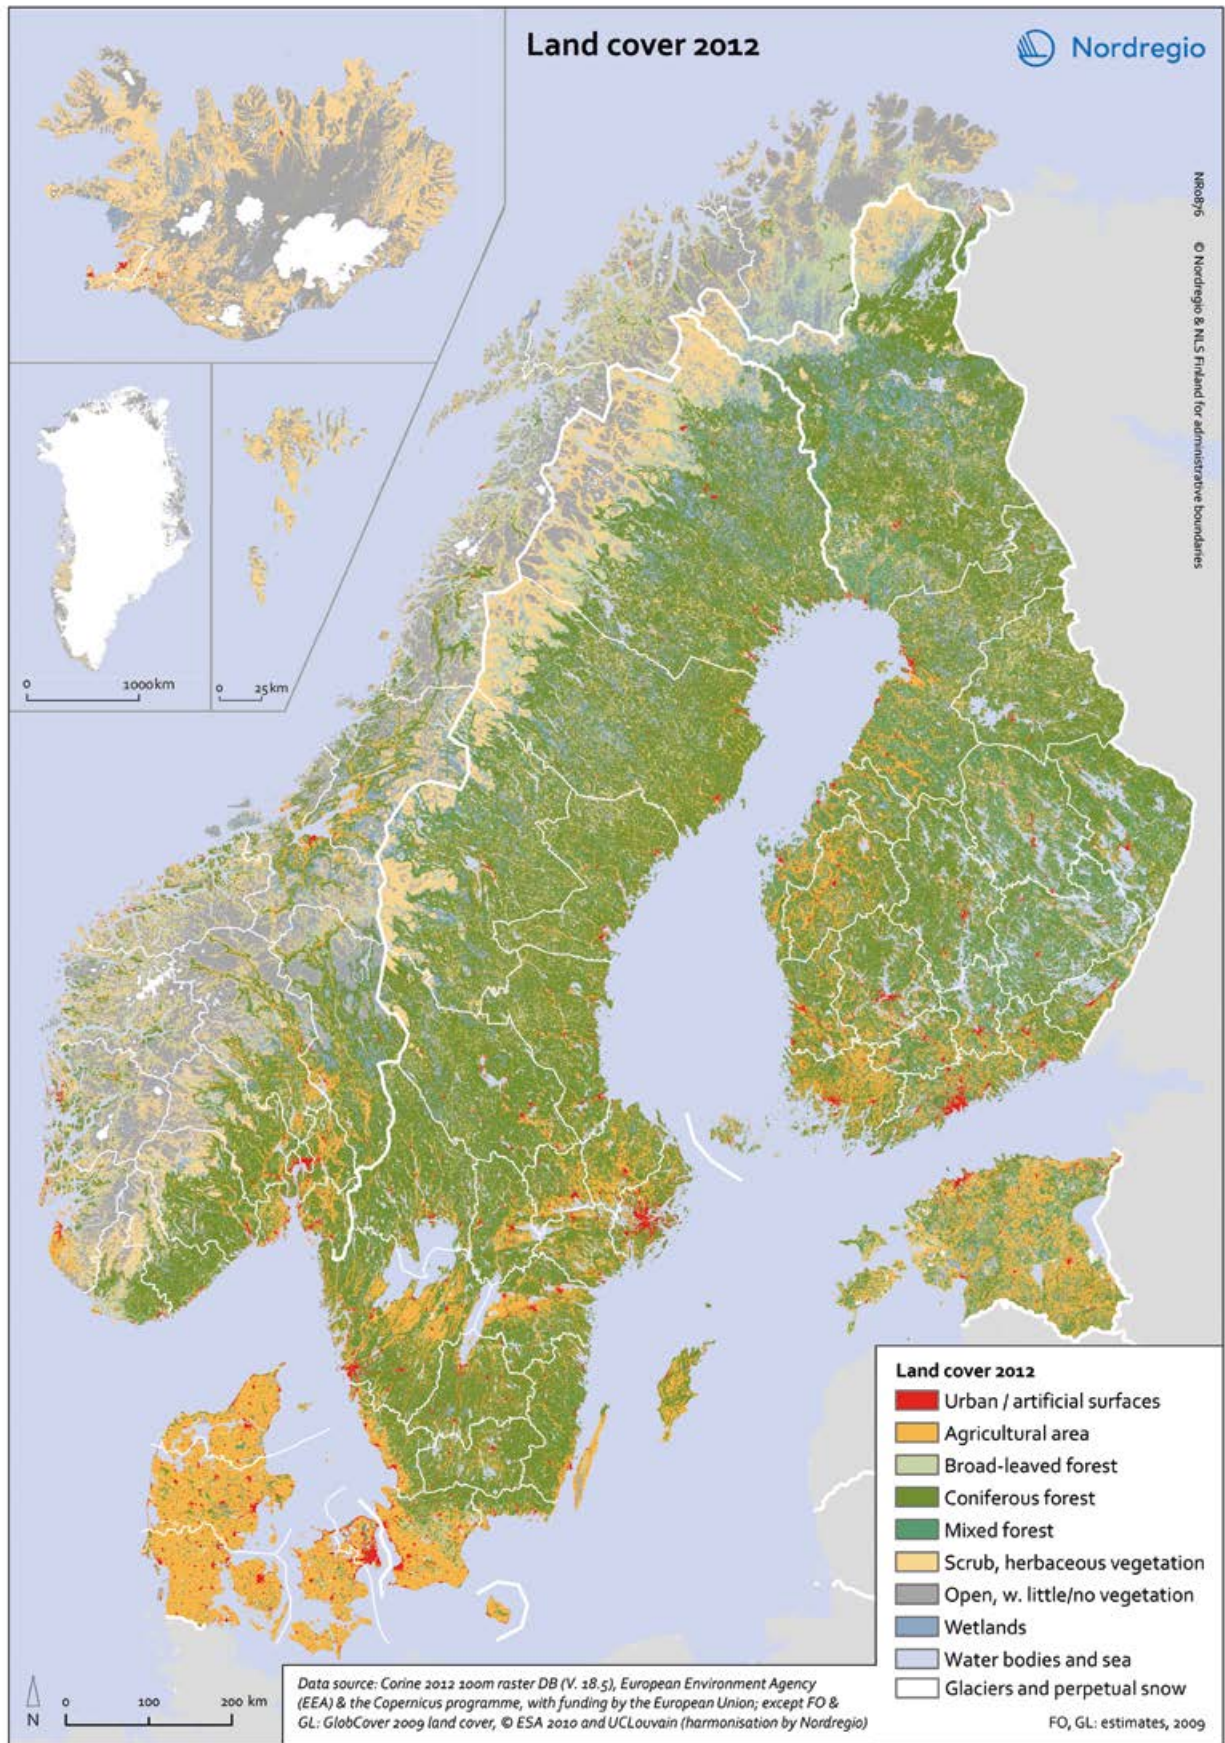 Land cover 2012
Nordregio
NR0876 © Nordregio & NLS Finland for administrative boundaries
0 1000km
0 25km
Land cover 2012
Urban / artificial surfaces
Agricultural area
Broad-leaved forest
Coniferous forest
Mixed forest
Scrub, herbaceous vegetation
Open, w. little/no vegetation
Wetlands
Water bodies and sea
Glaciers and perpetual snow
FO, GL: estimates, 2009
N
0 100 200 km
Data source: Corine 2012 100m raster DB (V. 18.5), European Environment Agency
(EEA) & the Copernicus programme, with funding by the European Union; except FO &
GL: GlobCover 2009 land cover, © ESA 2010 and UCLouvain (harmonisation by Nordregio)